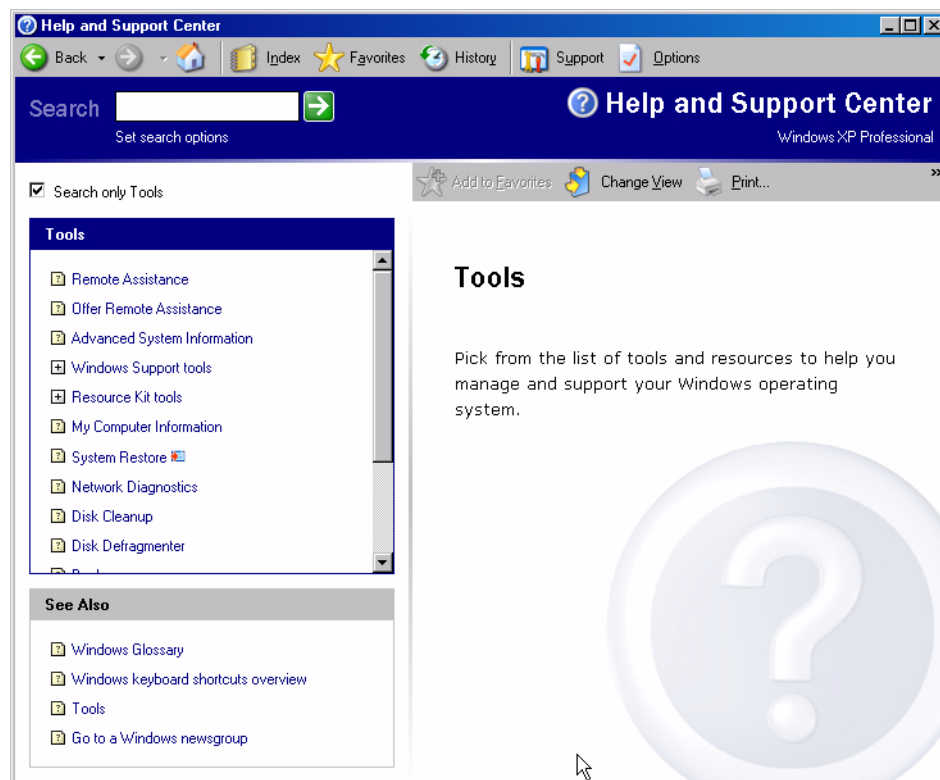 Help and Support Center
Back Index Favorites History Support Options
Search
Help and Support Center
Set search options
Windows XP Professional
Search only Tools
Add to Favorites Change View Print... »
Tools
Remote Assistance
Offer Remote Assistance
Advanced System Information
Windows Support tools
Resource Kit tools
My Computer Information
System Restore
Network Diagnostics
Disk Cleanup
Disk Defragmenter
Tools
Pick from the list of tools and resources to help you
manage and support your Windows operating
system.
See Also
Windows Glossary
Windows keyboard shortcuts overview
Tools
Go to a Windows newsgroup